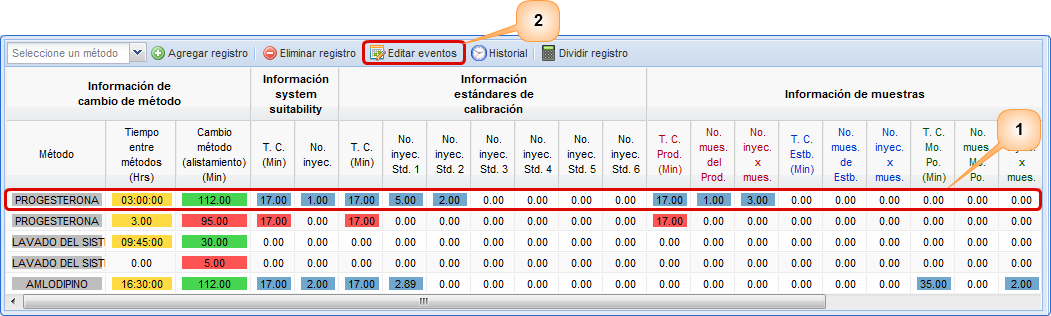 2
Seleccione un método Agregar registro Eliminar registro Editar eventos Historial Dividir registro
Información de
cambio de método
Información
system
suitability
Información
estándares de
calibración
Información de muestras
1
Método
Tiempo
entre
métodos
(Hrs)
Cambio
método
(alistamiento)
(Min)
T. C.
(Min)
No.
inyec.
T. C.
(Min)
No.
inyec.
Std. 1
No.
inyec.
Std. 2
No.
inyec.
Std. 3
No.
inyec.
Std. 4
No.
inyec.
Std. 5
No.
inyec.
Std. 6
T. C.
Prod.
(Min)
No.
mues.
del
Prod.
No.
inyec.
x
mues.
T. C.
Estb.
(Min)
No.
mues.
de
Estb.
No.
inyec.
x
mues.
T. C.
Mo.
Po.
(Min)
No.
mues.
Mo.
Po.
x
mues.
PROGESTERONA 03:00:00 112.00 17.00 1.00 17.00 5.00 2.00 0.00 0.00 0.00 0.00 17.00 1.00 3.00 0.00 0.00 0.00 0.00 0.00 0.00
PROGESTERONA 3.00 95.00 17.00 0.00 17.00 0.00 0.00 0.00 0.00 0.00 0.00 17.00 0.00 0.00 0.00 0.00 0.00 0.00 0.00 0.00
LAVADO DEL SIST 09:45:00 30.00 0.00 0.00 0.00 0.00 0.00 0.00 0.00 0.00 0.00 0.00 0.00 0.00 0.00 0.00 0.00 0.00 0.00 0.00
LAVADO DEL SIST 0.00 5.00 0.00 0.00 0.00 0.00 0.00 0.00 0.00 0.00 0.00 0.00 0.00 0.00 0.00 0.00 0.00 0.00 0.00 0.00
AMLODIPINO 16:30:00 112.00 17.00 2.00 17.00 2.89 0.00 0.00 0.00 0.00 0.00 0.00 0.00 0.00 0.00 0.00 0.00 35.00 0.00 2.00